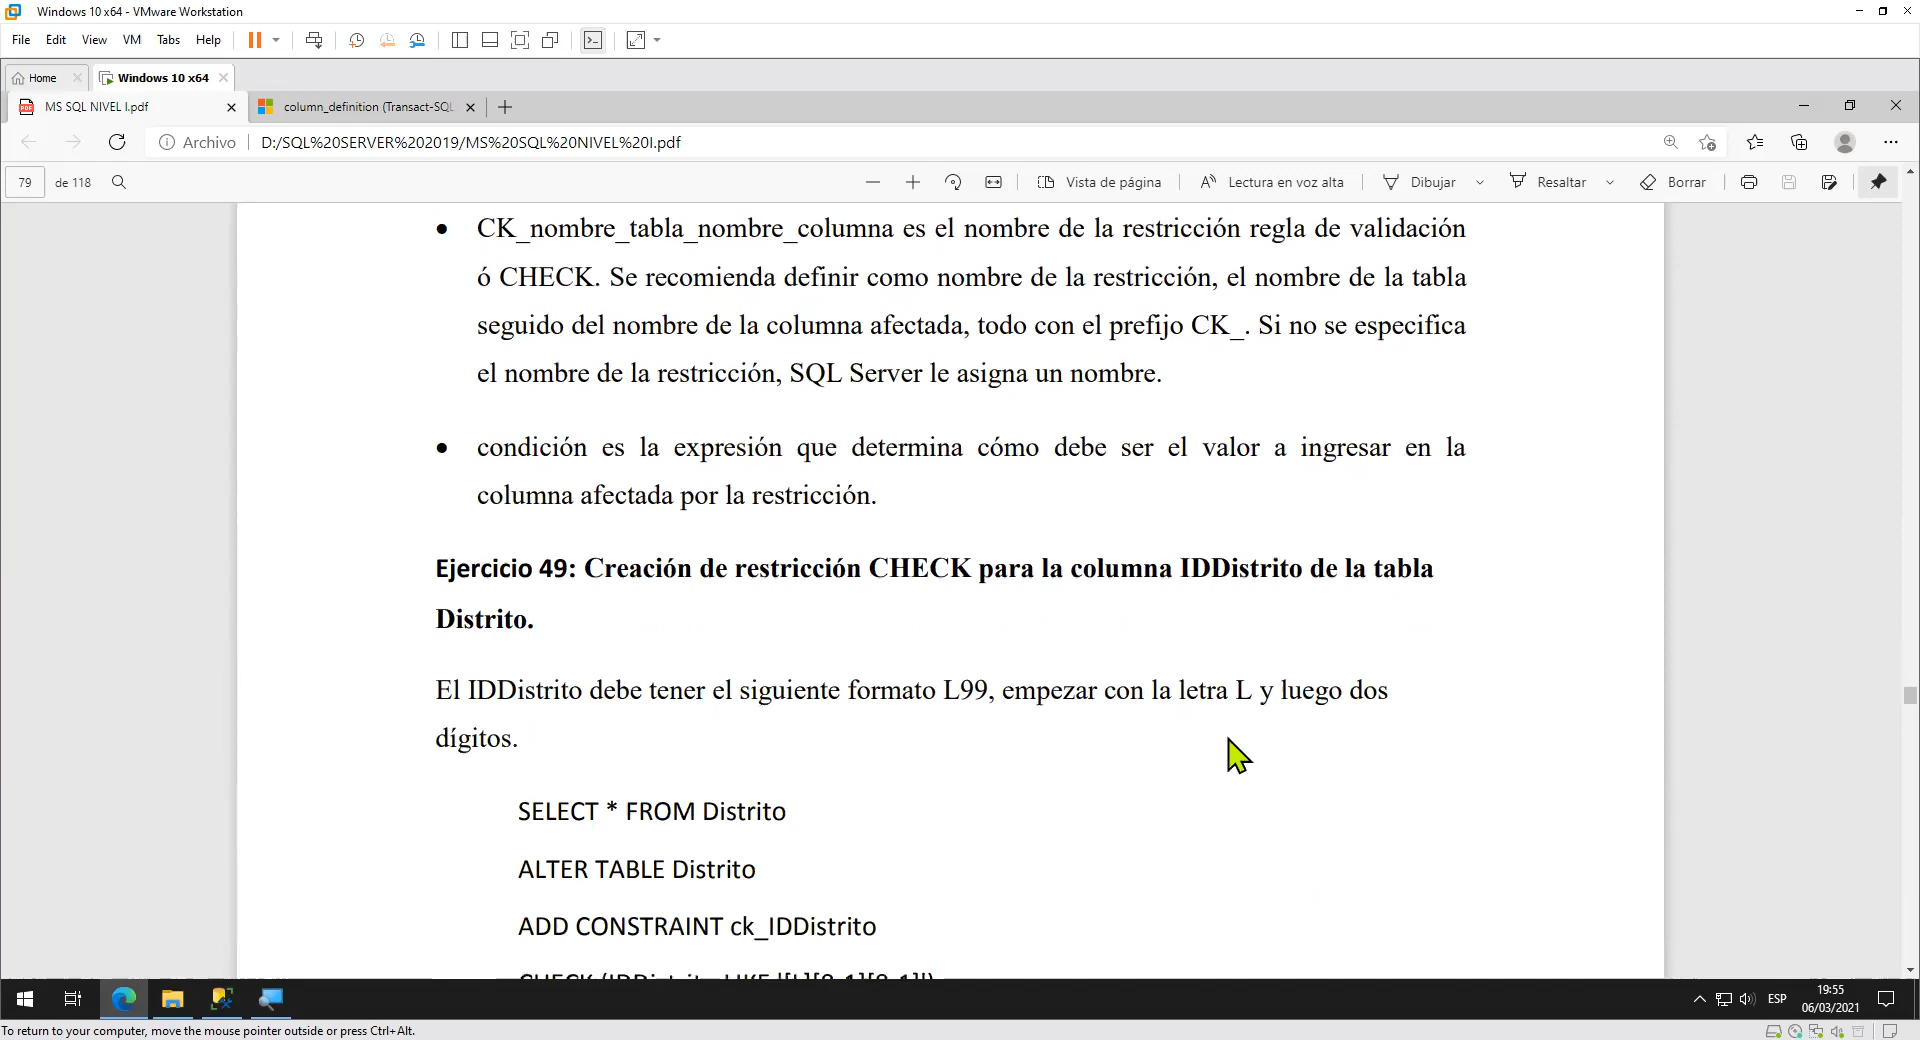 Windows 10 x64 - VMware Workstation
File Edit View VM Tabs Help
Home Windows 10 x64
MS SQL NIVEL I.pdf column_definition (Transact-SQL
Archivo D:/SQL%20SERVER%202019/MS%20SQL%20NIVEL%20I.pdf
79 de 118 Vista de página Lectura en voz alta Dibujar Resaltar Borrar
• CK_nombre_tabla_nombre_columna es el nombre de la restricción regla de validación
ó CHECK. Se recomienda definir como nombre de la restricción, el nombre de la tabla
seguido del nombre de la columna afectada, todo con el prefijo CK_. Si no se especifica
el nombre de la restricción, SQL Server le asigna un nombre.
• condición es la expresión que determina cómo debe ser el valor a ingresar en la
columna afectada por la restricción.
Ejercicio 49: Creación de restricción CHECK para la columna IDDistrito de la tabla
Distrito.
El IDDistrito debe tener el siguiente formato L99, empezar con la letra L y luego dos
dígitos.
SELECT * FROM Distrito
ALTER TABLE Distrito
ADD CONSTRAINT ck_IDDistrito
CHECK (IDDistrito LIKE
ESP 19:55
06/03/2021
To return to your computer, move the mouse pointer outside or press Ctrl+Alt.